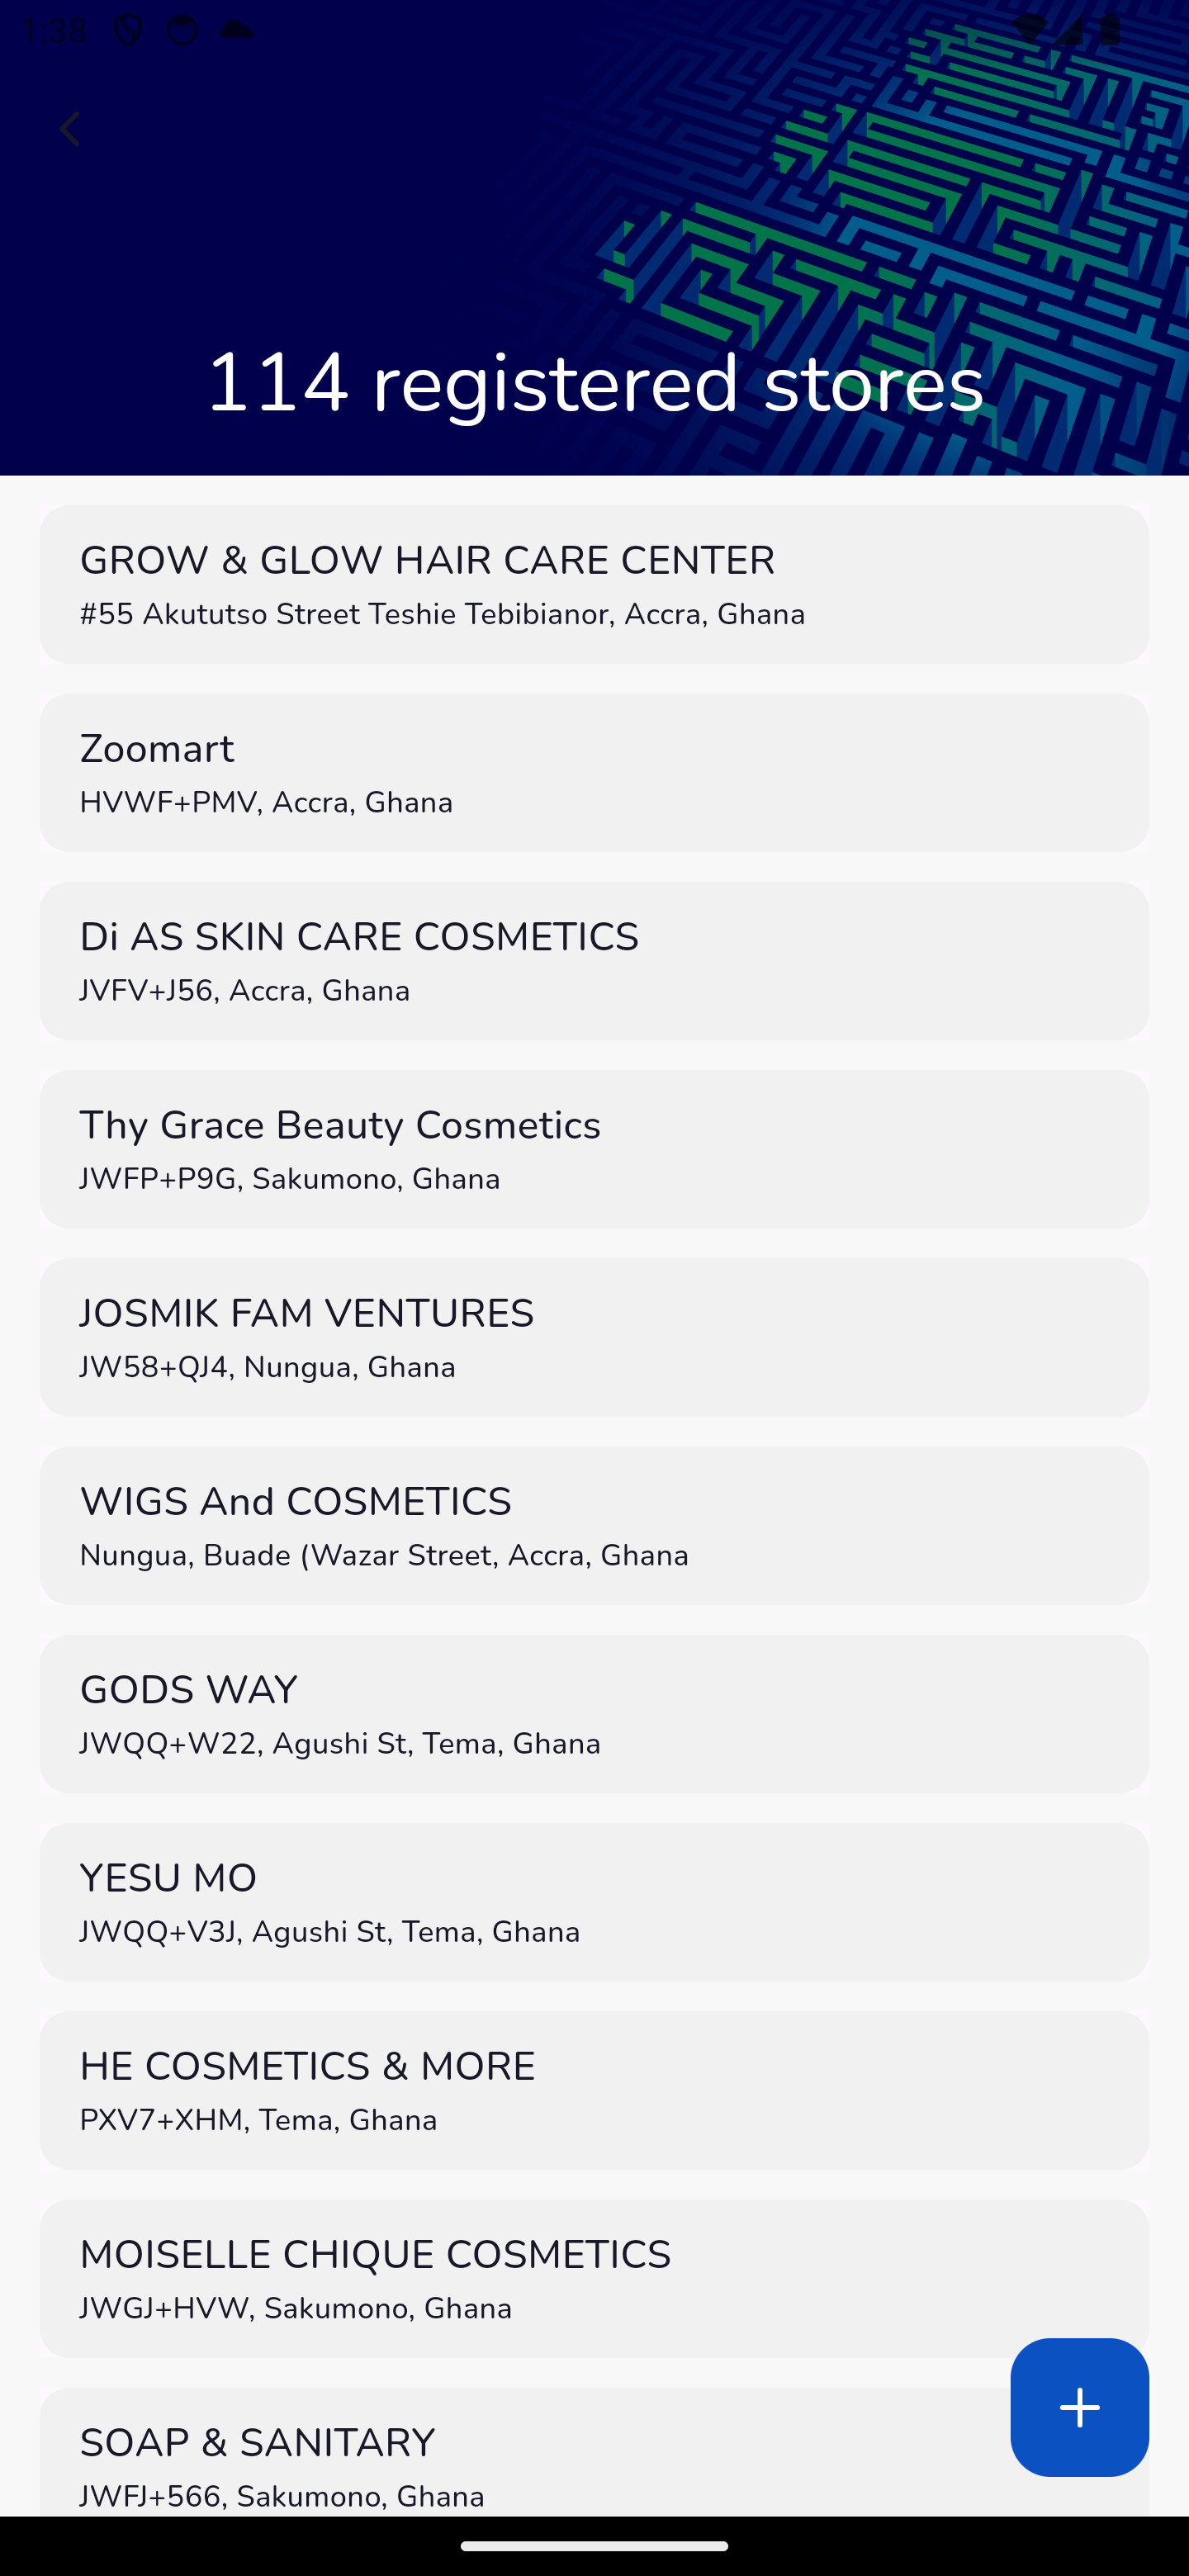 1:38
114 registered stores
GROW & GLOW HAIR CARE CENTER
#55 Akututso Street Teshie Tebibianor, Accra, Ghana
Zoomart
HVWF+PMV, Accra, Ghana
Di AS SKIN CARE COSMETICS
JVFV+J56, Accra, Ghana
Thy Grace Beauty Cosmetics
JWFP+P9G, Sakumono, Ghana
JOSMIK FAM VENTURES
JW58+QJ4, Nungua, Ghana
WIGS And COSMETICS
Nungua, Buade (Wazar Street, Accra, Ghana
GODS WAY
JWQQ+W22, Agushi St, Tema, Ghana
YESU MO
JWQQ+V3J, Agushi St, Tema, Ghana
HE COSMETICS & MORE
PXV7+XHM, Tema, Ghana
MOISELLE CHIQUE COSMETICS
JWGJ+HVW, Sakumono, Ghana
SOAP & SANITARY
JWFJ+566, Sakumono, Ghana